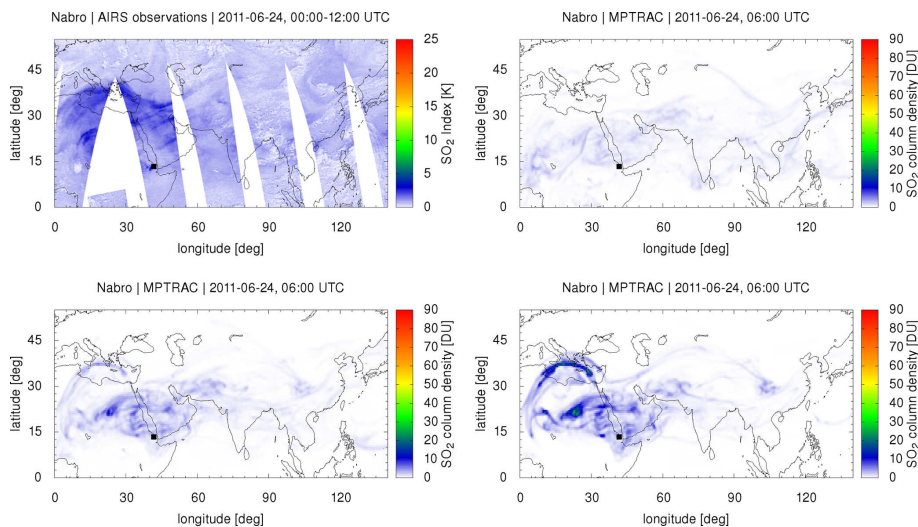 Nabro | AIRS observations | 2011-06-24, 00:00-12:00 UTC
latitude [deg]
45
30
15
0
0 30 60 90 120
longitude [deg]
25
20
15
10
5
0
SO2 Index [K]
Nabro | MPTRAC | 2011-06-24, 06:00 UTC
latitude [deg]
45
30
15
0
0 30 60 90 120
longitude [deg]
90
80
70
60
50
40
30
20
10
0
SO2 column density [DU]
Nabro | MPTRAC | 2011-06-24, 06:00 UTC
latitude [deg]
45
30
15
0
0 30 60 90 120
longitude [deg]
90
80
70
60
50
40
30
20
10
0
SO2 column density [DU]
Nabro | MPTRAC | 2011-06-24, 06:00 UTC
latitude [deg]
45
30
15
0
0 30 60 90 120
longitude [deg]
90
80
70
60
50
40
30
20
10
0
SO2 column density [DU]